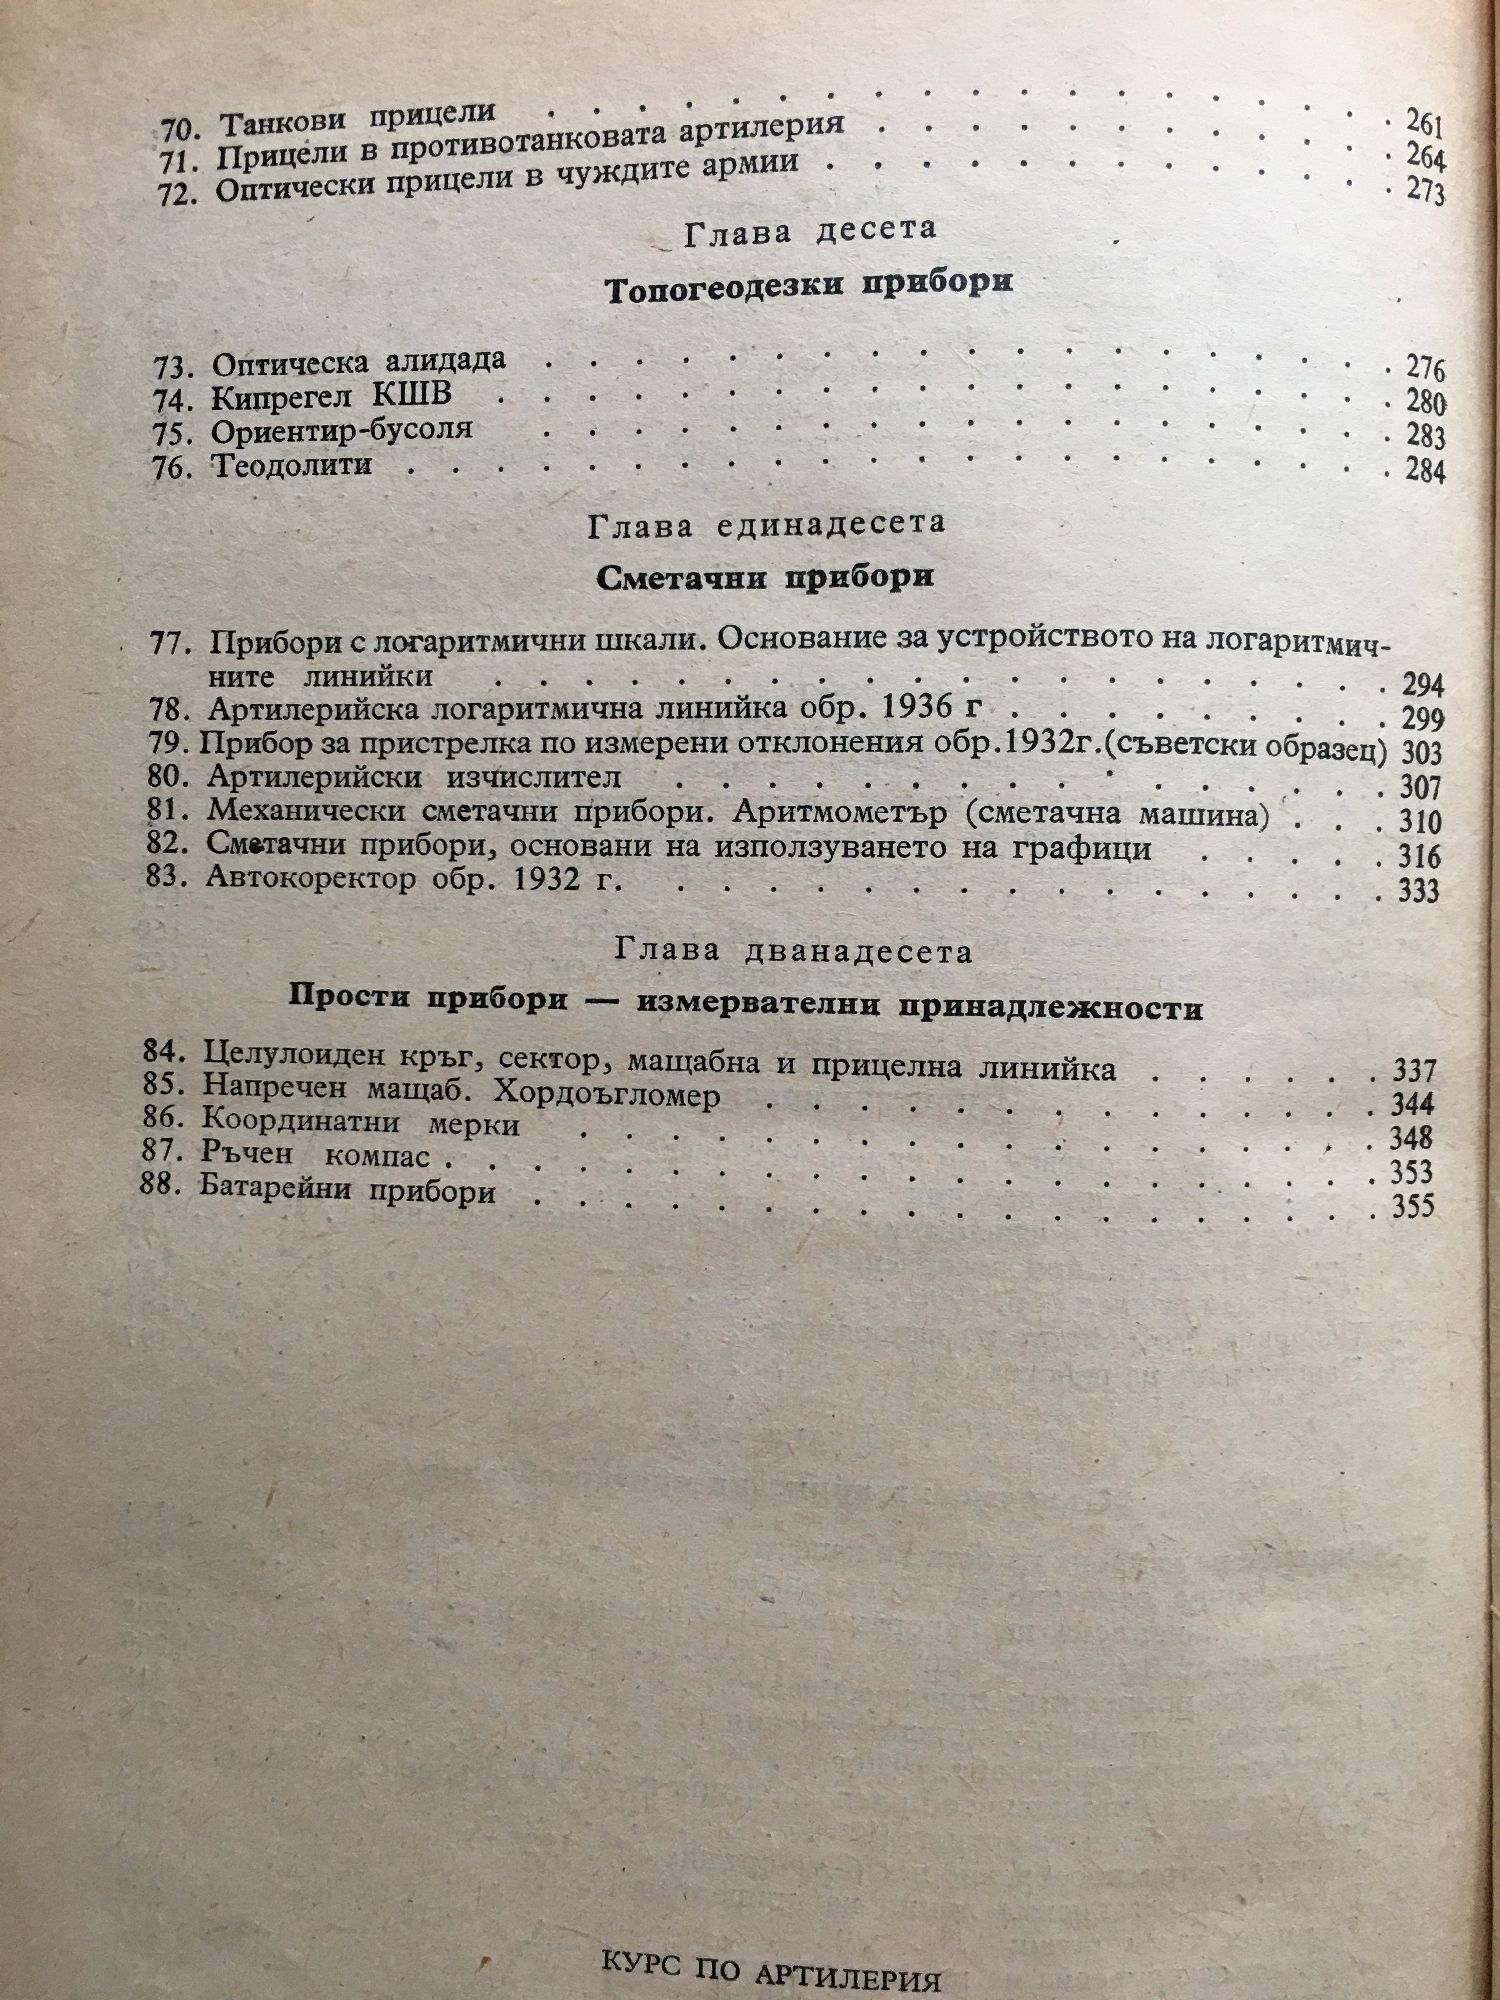 70. Танкови прицели . . . . . . . . . . . . . . . . . . . 261
71. Прицели в противотанковата артилерия . . . . . . . . . . . . 264
72. Оптически прицели в чуждите армии . . . . . . . . . . . . . 273
Глава десета
Топогеодезки прибори
73. Оптическа алидада . . . . . . . . . . . . . . . . . . . 276
74. Кипрегел КШВ . . . . . . . . . . . . . . . . . . . . 280
75. Ориентир-бусоля . . . . . . . . . . . . . . . . . . . 283
76. Теодолити . . . . . . . . . . . . . . . . . . . . . . 284
Глава единадесета
Сметачни прибори
77. Прибори с логаритмични шкали. Основание за устройството на логаритмич-
ните линийки . . . . . . . . . . . . . . . . . . . . 294
78. Артилерийска логаритмична линийка обр. 1936 г . . . . . . . . . 299
79. Прибор за пристрелка по измерени отклонения обр.1932г.(съветски образец) 303
80. Артилерийски изчислител . . . . . . . . . . . . . . . . 307
81. Механически сметачни прибори. Аритмометър (сметачна машина) . . . 310
82. Сметачни прибори, основани на използуването на графици . . . . . 316
83. Автокоректор обр. 1932 г. . . . . . . . . . . . . . . . . 333
Глава дванадесета
Прости прибори — измервателни принадлежности
84. Целулоиден кръг, сектор, мащабна и прицелна линийка . . . . . . 337
85. Напречен мащаб. Хордоъгломер . . . . . . . . . . . . . . 344
86. Координатни мерки . . . . . . . . . . . . . . . . . . 348
87. Ръчен компас . . . . . . . . . . . . . . . . . . . . . 353
88. Батарейни прибори . . . . . . . . . . . . . . . . . . . 355
КУРС ПО АРТИЛЕРИЯ